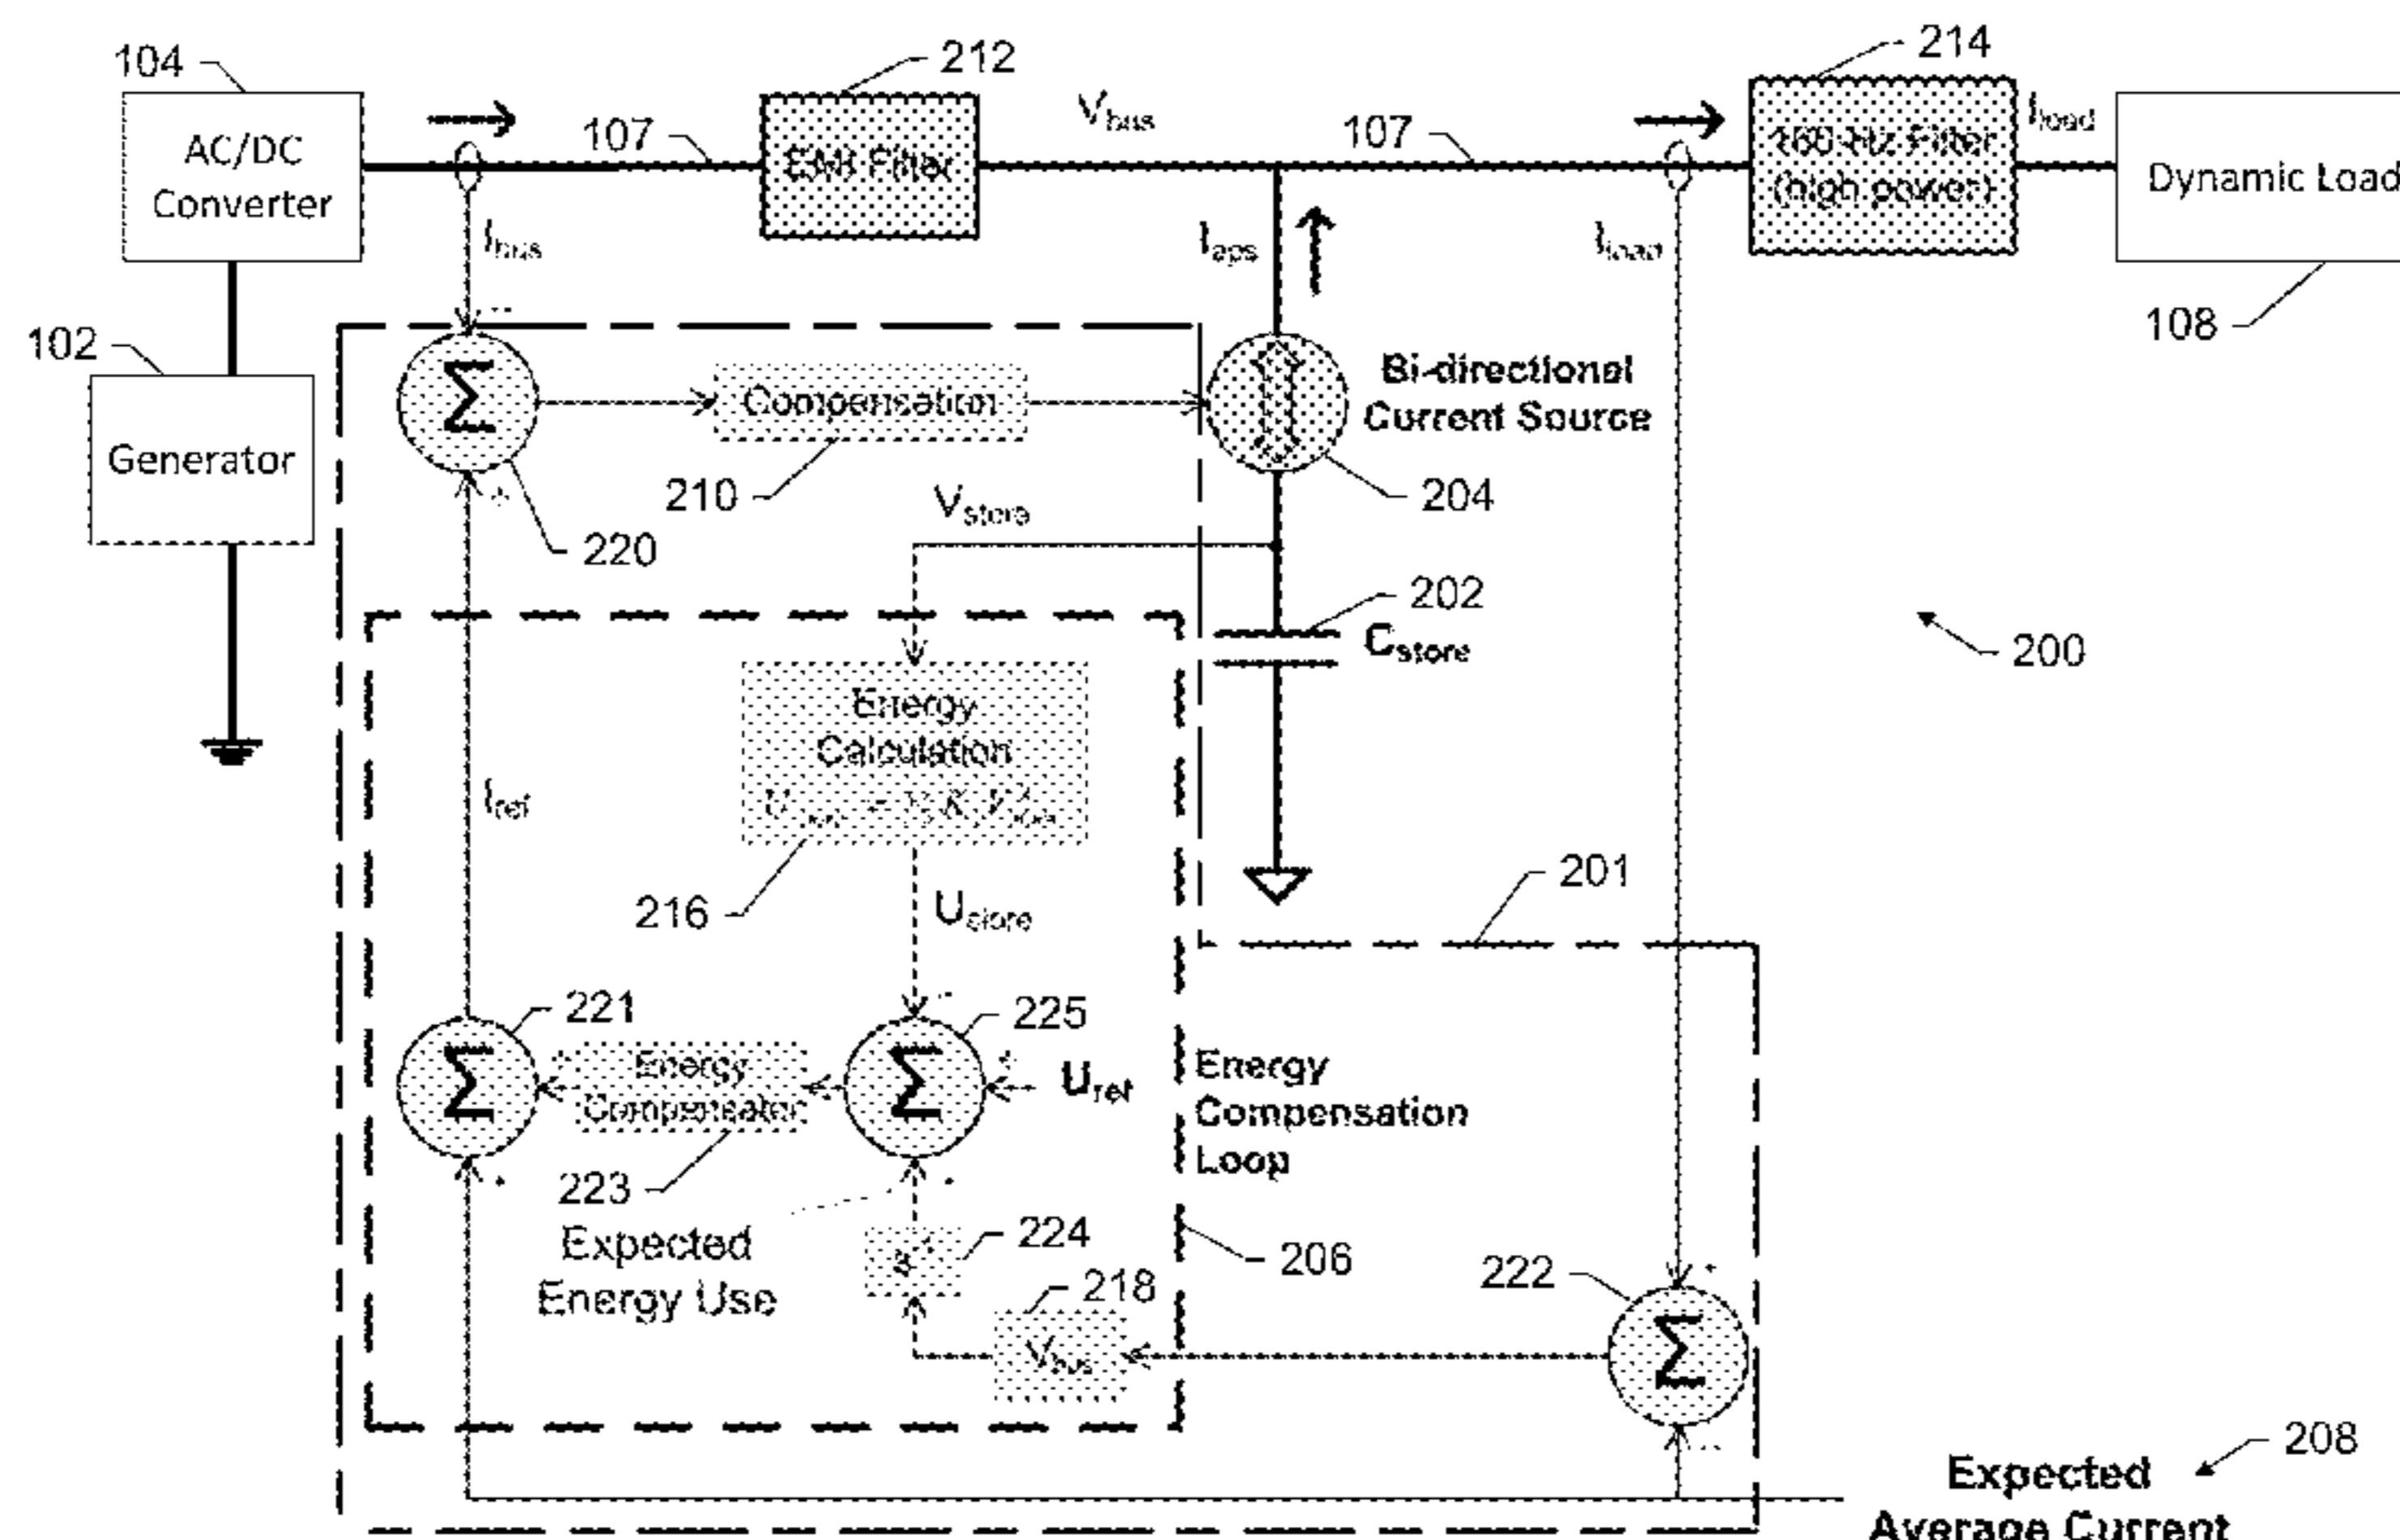 104
212
214
AC/DC
Converter
107
EMI Filter
Vbus
107
160 Hz Filter
(high power)
Iload
Dynamic Load
108
Ibus
Iaps
Iload
102
Generator
Σ
Compensation
210
220
Bi-directional
Current Source
204
Vstore
202
Cstore
200
Energy
Calculation
216
Ustore
Iref
201
221
225
Σ
Energy
Compensator
223
Σ
Uref
Energy
Compensation
Loop
206
Expected
Energy Use
224
218
Vbus
222
Σ
208
Expected
Average Current